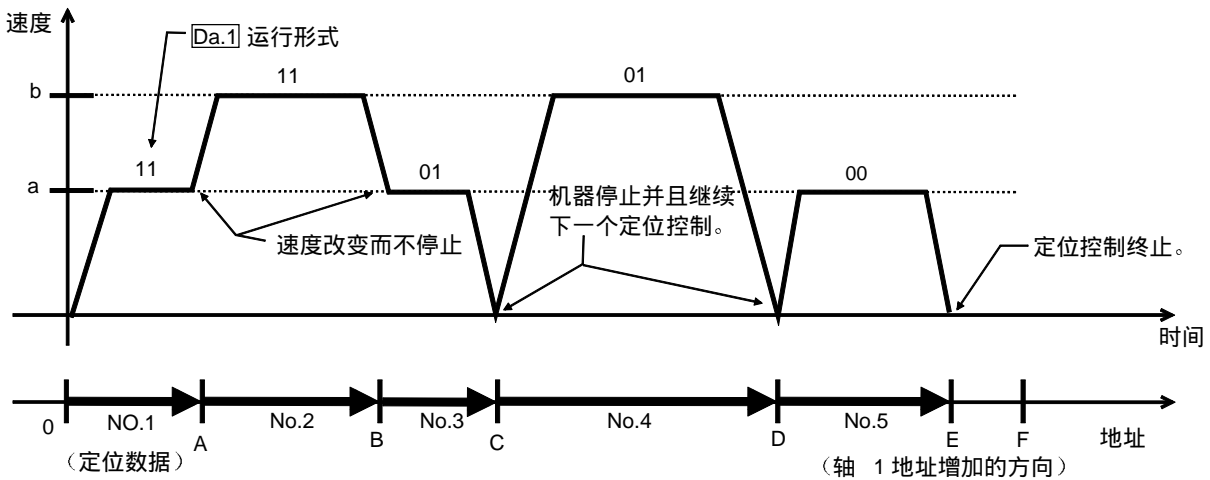 速度
Da.1 运行形式
11
01
b
11
01
00
a
机器停止并且继续
下一个定位控制。
速度改变而不停止
定位控制终止。
时间
0
NO.1
A
No.2
B
No.3
C
No.4
D
No.5
E
F
地址
（定位数据）
（轴 1 地址增加的方向）